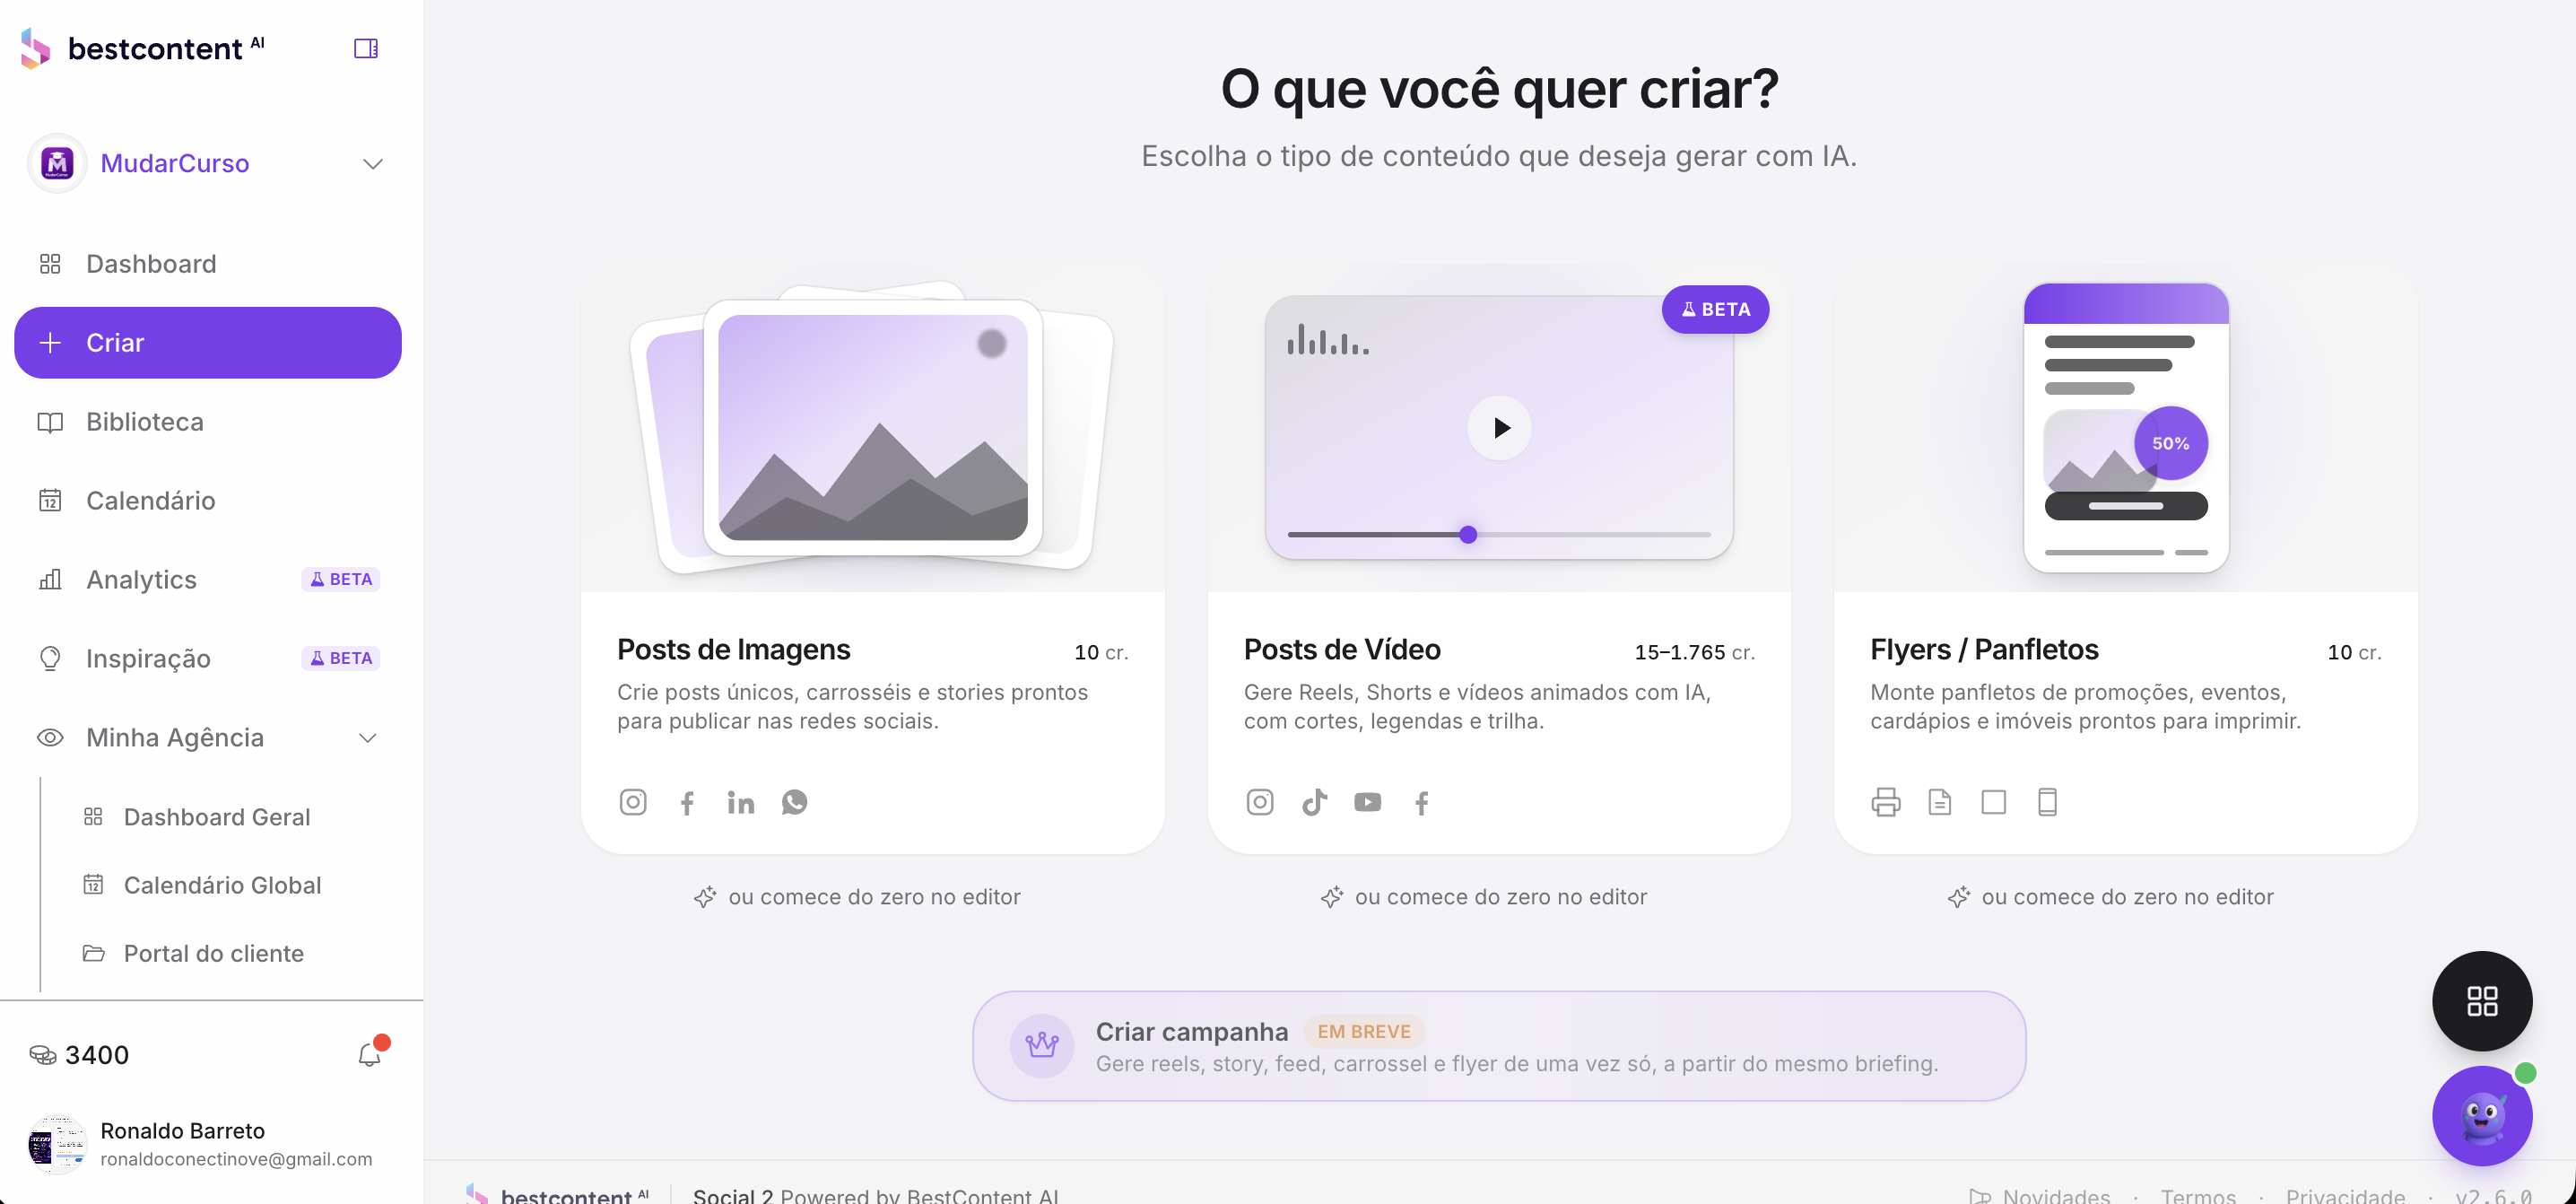 bestcontent AI
MudarCurso
Dashboard
Criar
Biblioteca
Calendário
Analytics BETA
Inspiração BETA
Minha Agência
Dashboard Geral
Calendário Global
Portal do cliente
3400
Ronaldo Barreto
ronaldoconectinove@gmail.com
O que você quer criar?
Escolha o tipo de conteúdo que deseja gerar com IA.
Posts de Imagens 10 cr.
Crie posts únicos, carrosséis e stories prontos
para publicar nas redes sociais.
ou comece do zero no editor
BETA
Posts de Vídeo 15–1.765 cr.
Gere Reels, Shorts e vídeos animados com IA,
com cortes, legendas e trilha.
ou comece do zero no editor
50%
Flyers / Panfletos 10 cr.
Monte panfletos de promoções, eventos,
cardápios e imóveis prontos para imprimir.
ou comece do zero no editor
Criar campanha EM BREVE
Gere reels, story, feed, carrossel e flyer de uma vez só, a partir do mesmo briefing.
bestcontent AI Social 2 Powered by BestContent AI
Novidades · Termos · Privacidade · v2.6.0